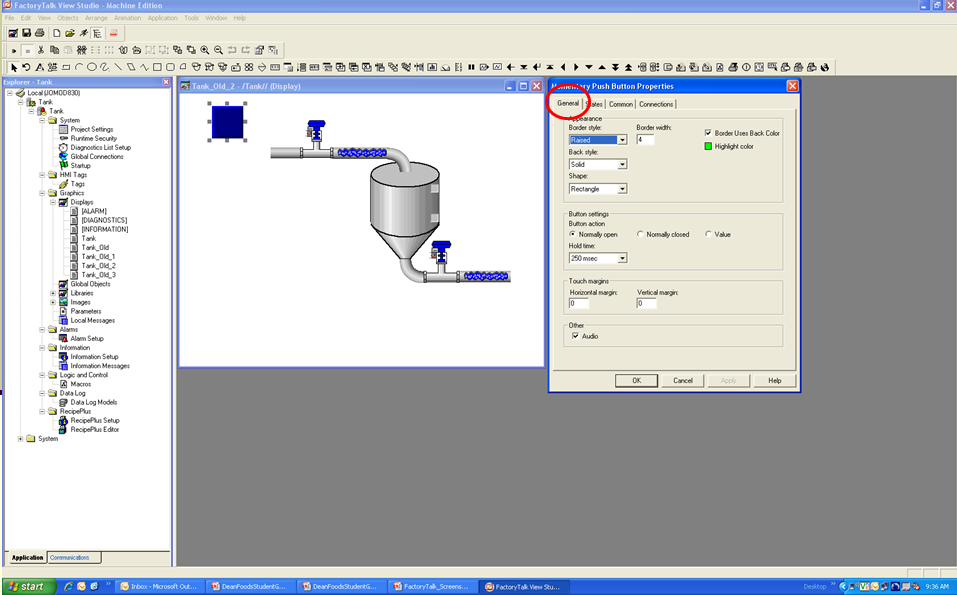 FactoryTalk View Studio - Machine Edition
File Edit View Objects Arrange Animation Application Tools Window Help
Explorer - Tank
Local (JOMOD830)
Tank
Tank
System
Project Settings
Runtime Security
Diagnostics List Setup
Global Connections
Startup
HMI Tags
Tags
Graphics
Displays
[ALARM]
[DIAGNOSTICS]
[INFORMATION]
Tank
Tank_Old
Tank_Old_1
Tank_Old_2
Tank_Old_3
Global Objects
Libraries
Images
Parameters
Local Messages
Alarms
Alarm Setup
Information
Information Setup
Information Messages
Logic and Control
Macros
Data Log
Data Log Models
RecipePlus
RecipePlus Setup
RecipePlus Editor
System
Application Communications
Tank_Old_2 - /Tank// (Display)
Momentary Push Button Properties
General States Common Connections
Appearance
Border style: Border width:
Raised 4
Border Uses Back Color
Back style:
Highlight color
Solid
Shape:
Rectangle
Button settings
Button action
Normally open Normally closed Value
Hold time:
250 msec
Touch margins
Horizontal margin: Vertical margin:
0 0
Other
Audio
OK Cancel Apply Help
start Inbox - Microsoft Out... DeanFoodsStudentG... DeanFoodsStudentG... FactoryTalk_Screens... FactoryTalk View Stu... Desktop 9:36 AM